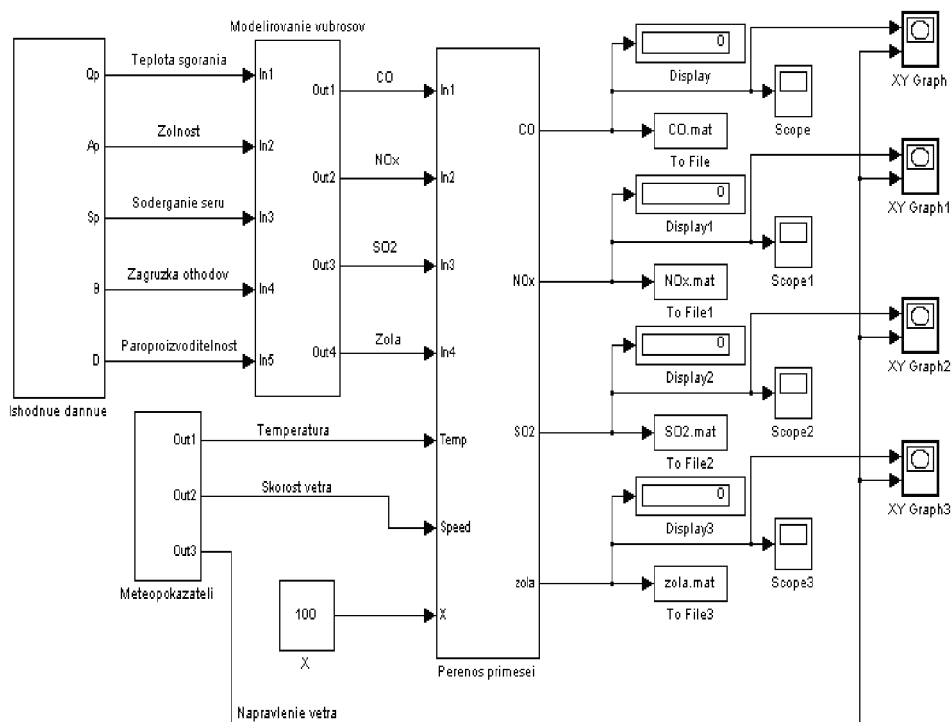 Modelirovanie vubrosov
Qp
Ap
Sp
B
D
Ishodnue dannue
Teplota sgorania
Zolnost
Soderganie seru
Zagruzka othodov
Paroproizvoditelnost
In1
In2
In3
In4
In5
Out1
Out2
Out3
Out4
CO
NOx
SO2
Zola
In1
In2
In3
In4
Temp
Speed
X
CO
NOx
SO2
zola
Perenos primesei
Out1
Out2
Out3
Meteopokazateli
Temperatura
Skorost vetra
Napravlenie vetra
100
X
0
Display
Scope
CO.mat
To File
0
Display1
Scope1
NOx.mat
To File1
0
Display2
Scope2
SO2.mat
To File2
0
Display3
Scope3
zola.mat
To File3
XY Graph
XY Graph1
XY Graph2
XY Graph3